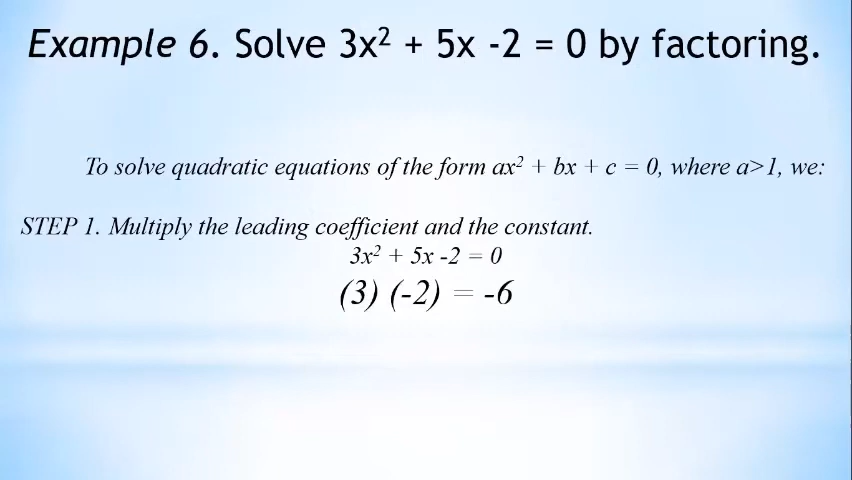 Example 6. Solve 3x² + 5x -2 = 0 by factoring.
To solve quadratic equations of the form ax² + bx + c = 0, where a>1, we:
STEP 1. Multiply the leading coefficient and the constant.
3x² + 5x -2 = 0
(3) (-2) = -6